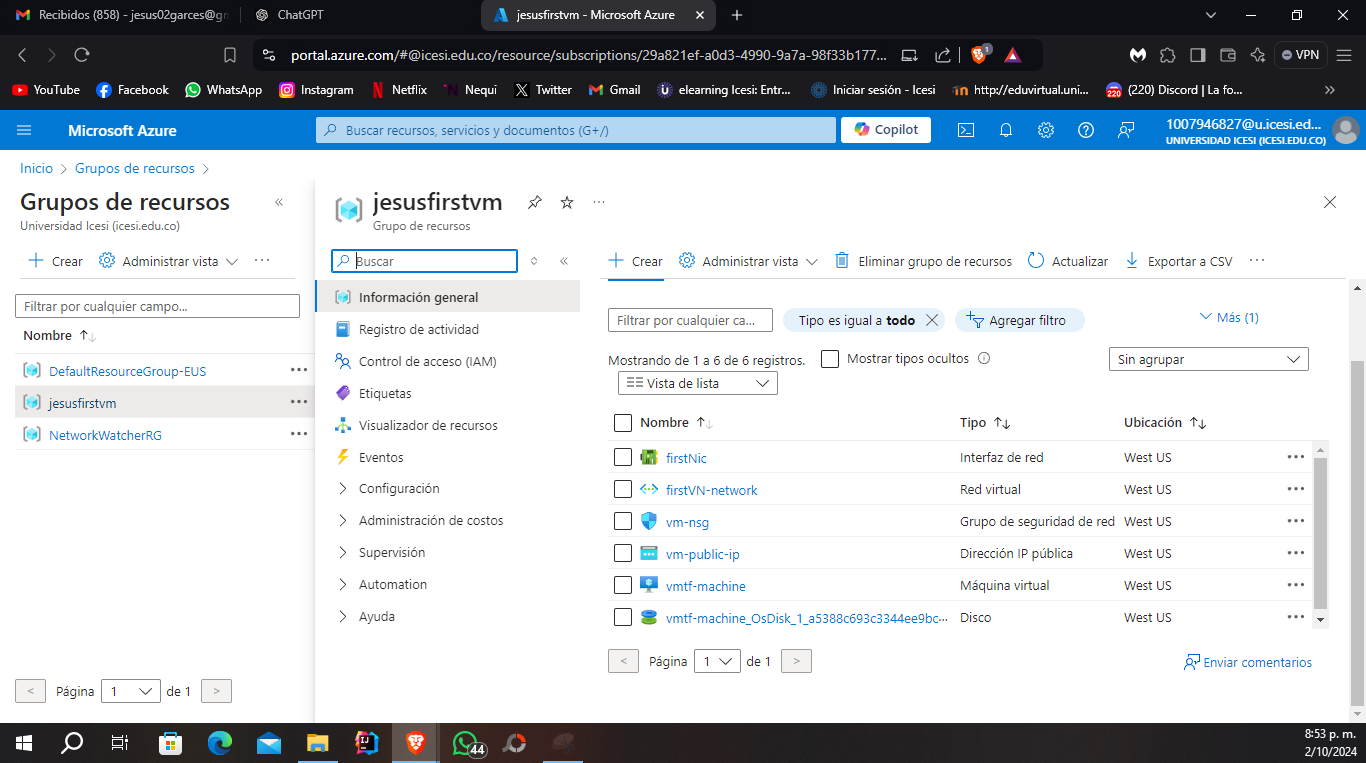 Recibidos (858) - jesus02garces@gm
ChatGPT
jesusfirstvm - Microsoft Azure
portal.azure.com/#@icesi.edu.co/resource/subscriptions/29a821ef-a0d3-4990-9a7a-98f33b177...
1
VPN
YouTube
Facebook
WhatsApp
Instagram
Netflix
Nequi
Twitter
Gmail
elearning Icesi: Entr...
Iniciar sesión - Icesi
http://eduvirtual.uni...
(220) Discord | La fo...
Microsoft Azure
Buscar recursos, servicios y documentos (G+/)
Copilot
1007946827@u.icesi.ed...
UNIVERSIDAD ICESI (ICESI.EDU.CO)
Inicio > Grupos de recursos >
Grupos de recursos
Universidad Icesi (icesi.edu.co)
Crear
Administrar vista
...
Filtrar por cualquier campo...
Nombre
DefaultResourceGroup-EUS
jesusfirstvm
NetworkWatcherRG
< Página 1 de 1 >
jesusfirstvm
Grupo de recursos
Buscar
Información general
Registro de actividad
Control de acceso (IAM)
Etiquetas
Visualizador de recursos
Eventos
Configuración
Administración de costos
Supervisión
Automation
Ayuda
Crear
Administrar vista
Eliminar grupo de recursos
Actualizar
Exportar a CSV
...
Filtrar por cualquier ca...
Tipo es igual a todo
Agregar filtro
Más (1)
Mostrando de 1 a 6 de 6 registros.
Mostrar tipos ocultos
Sin agrupar
Vista de lista
Nombre Tipo Ubicación
firstNic Interfaz de red West US
firstVN-network Red virtual West US
vm-nsg Grupo de seguridad de red West US
vm-public-ip Dirección IP pública West US
vmtf-machine Máquina virtual West US
vmtf-machine_OsDisk_1_a5388c693c3344ee9bc... Disco West US
< Página 1 de 1 >
Enviar comentarios
44
8:53 p. m.
2/10/2024